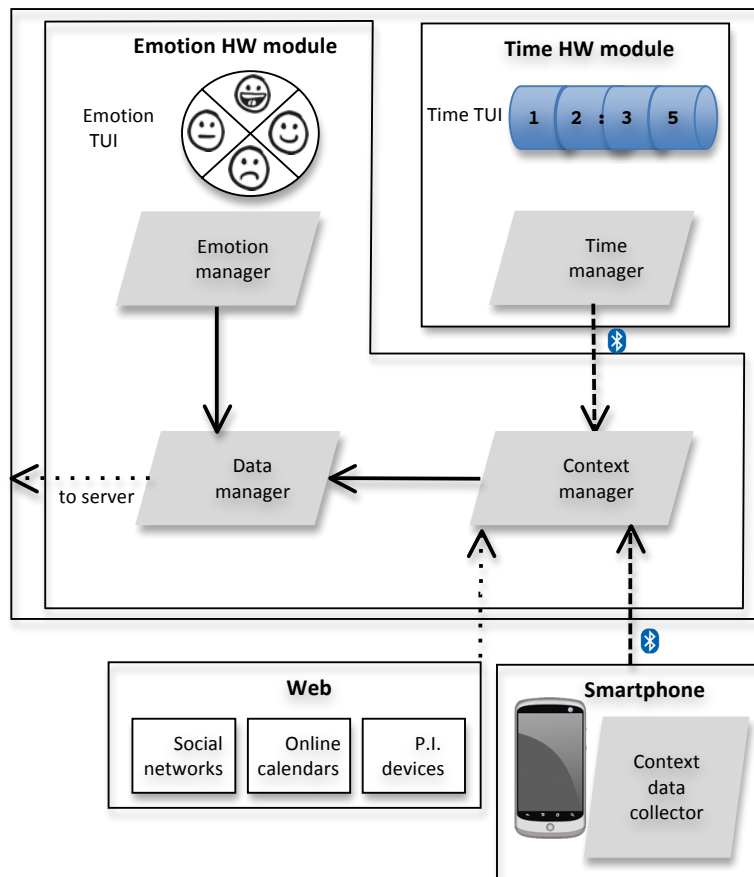 Emotion HW module
Time HW module
Emotion
TUI
Time TUI
1 2 : 3 5
Emotion
manager
Time
manager
Data
manager
Context
manager
to server
Web
Social
networks
Online
calendars
P.I.
devices
Smartphone
Context
data
collector